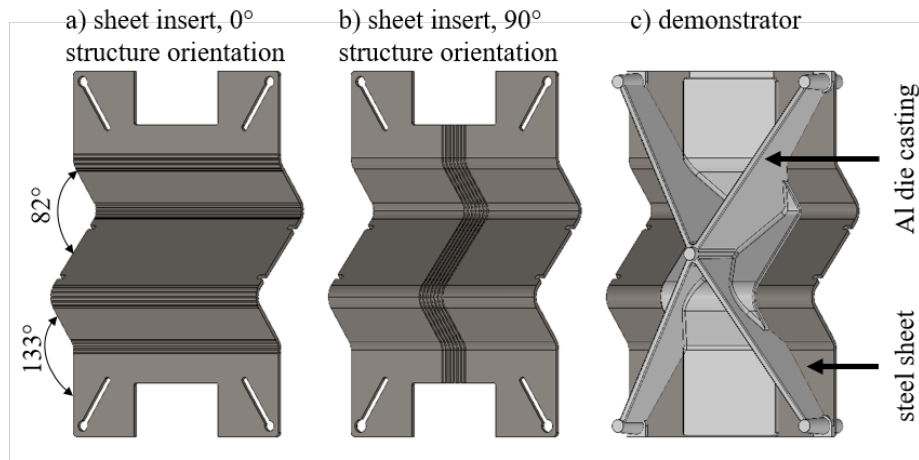 a) sheet insert, 0°
structure orientation
b) sheet insert, 90°
structure orientation
c) demonstrator
82°
133°
Al die casting
steel sheet